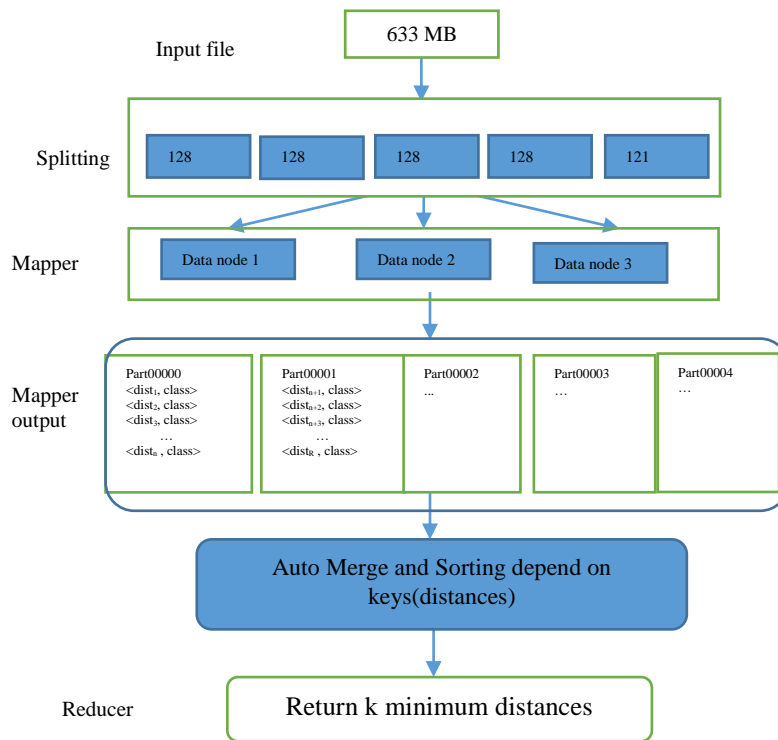 633 MB
Input file
Splitting
128
128
128
128
121
Mapper
Data node 1
Data node 2
Data node 3
Mapper
output
Part00000
<dist₁, class>
<dist₂, class>
<dist₃, class>
…
<distₙ , class>
Part00001
<distₙ₊₁, class>
<distₙ₊₂, class>
<distₙ₊₃, class>
…
<dist_R , class>
Part00002
...
Part00003
…
Part00004
…
Auto Merge and Sorting depend on
keys(distances)
Reducer
Return k minimum distances